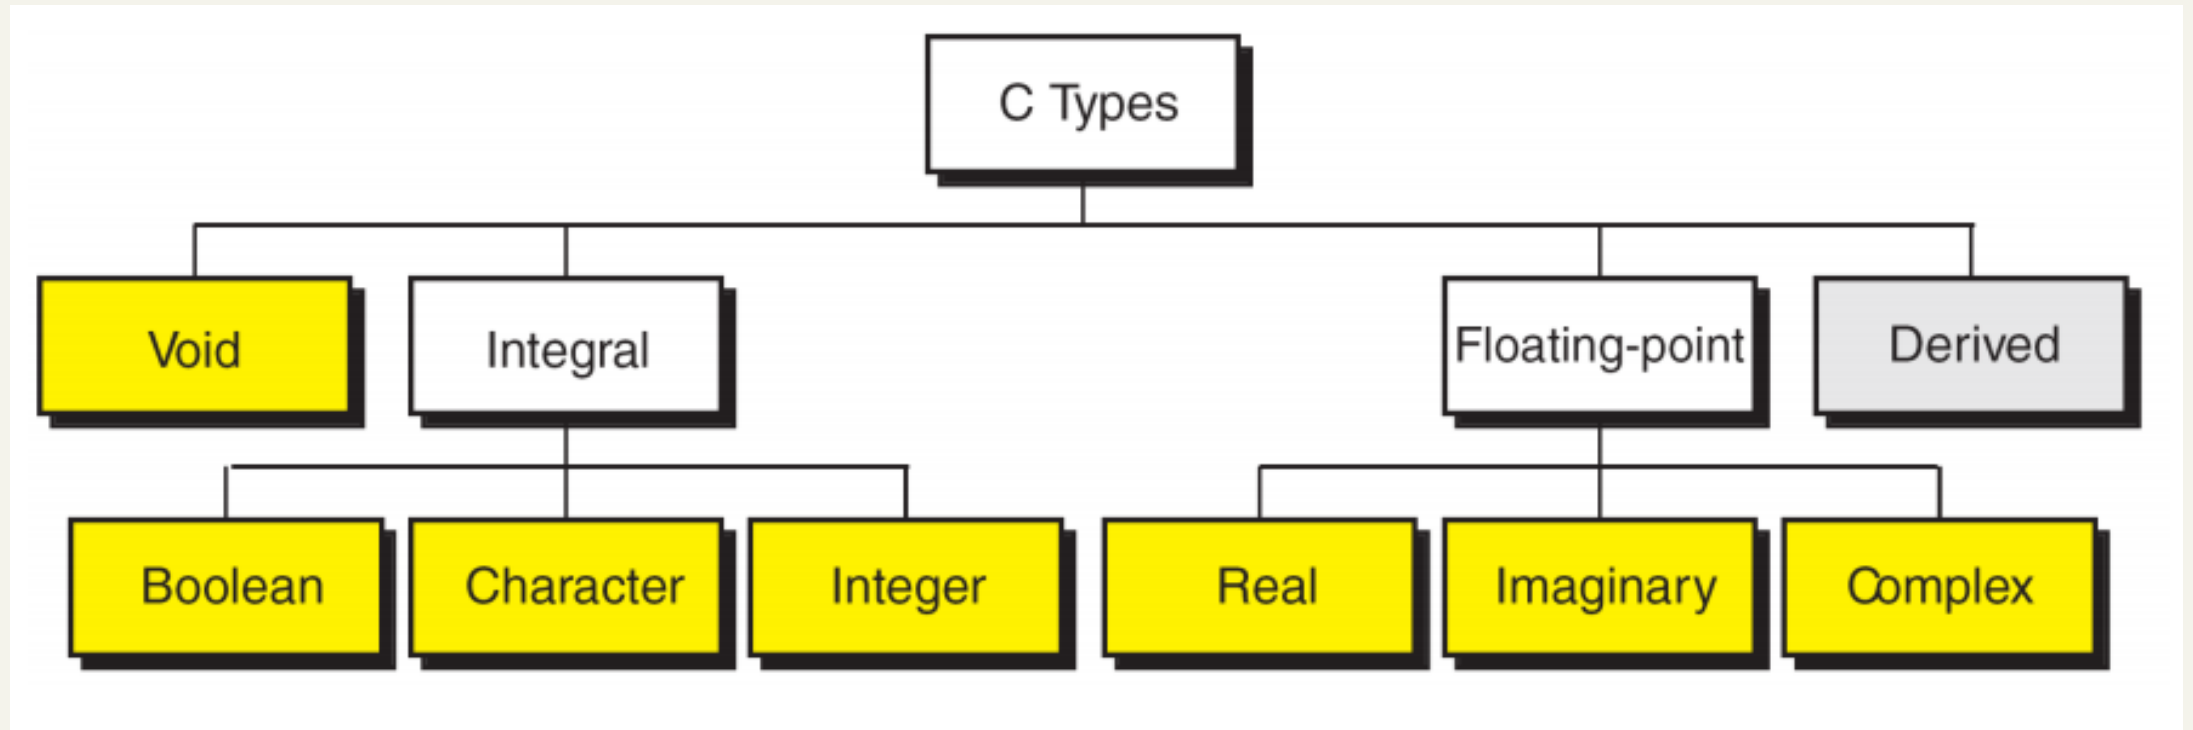 C Types
Void
Integral
Floating-point
Derived
Boolean
Character
Integer
Real
Imaginary
Complex